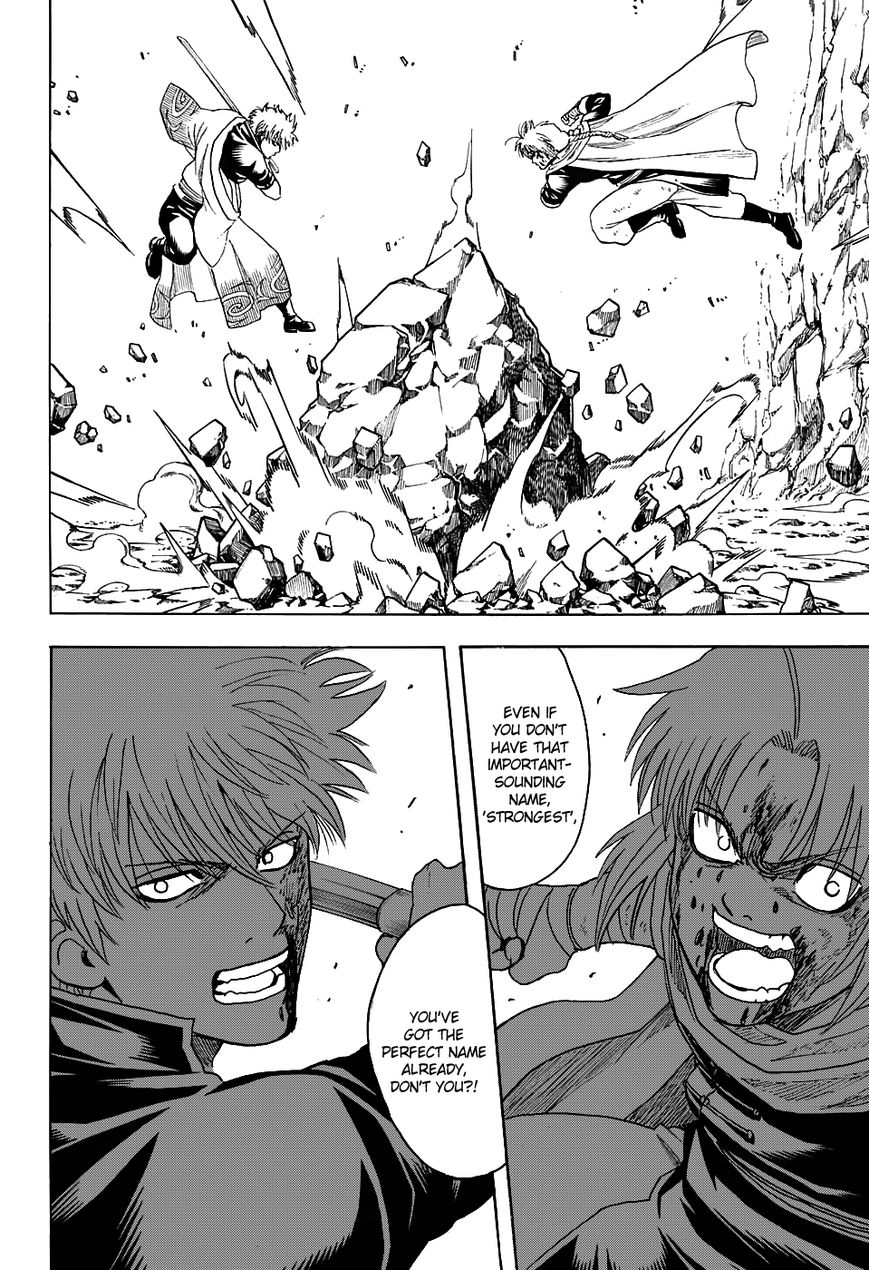 EVEN IF
YOU DON'T
HAVE THAT
IMPORTANT-
SOUNDING
NAME,
'STRONGEST',
YOU'VE
GOT THE
PERFECT NAME
ALREADY,
DON'T YOU?!